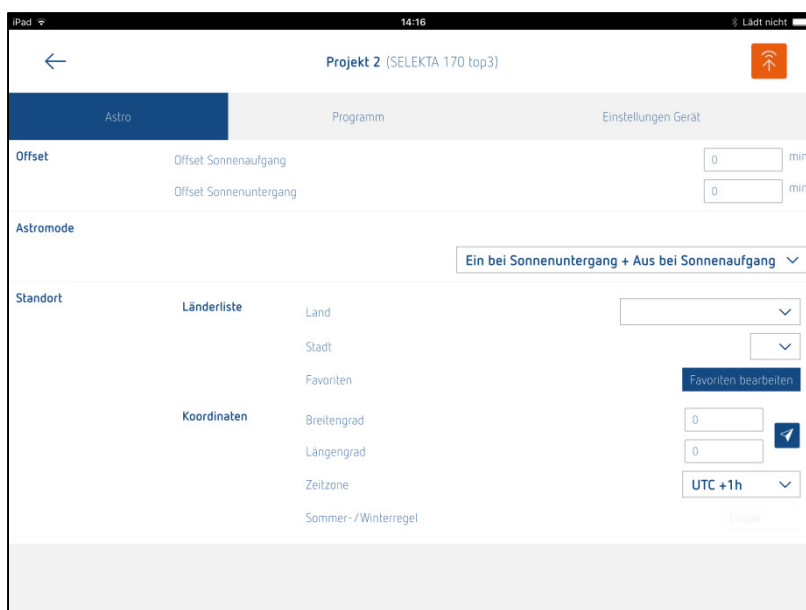 iPad 14:16 Lädt nicht
Projekt 2 (SELEKTA 170 top3)
Astro Programm Einstellungen Gerät
Offset Offset Sonnenaufgang 0 min
Offset Sonnenuntergang 0 min
Astromode
Ein bei Sonnenuntergang + Aus bei Sonnenaufgang
Standort Länderliste Land
Stadt
Favoriten Favoriten bearbeiten
Koordinaten Breitengrad 0
Längengrad 0
Zeitzone UTC +1h
Sommer-/Winterregel Europa